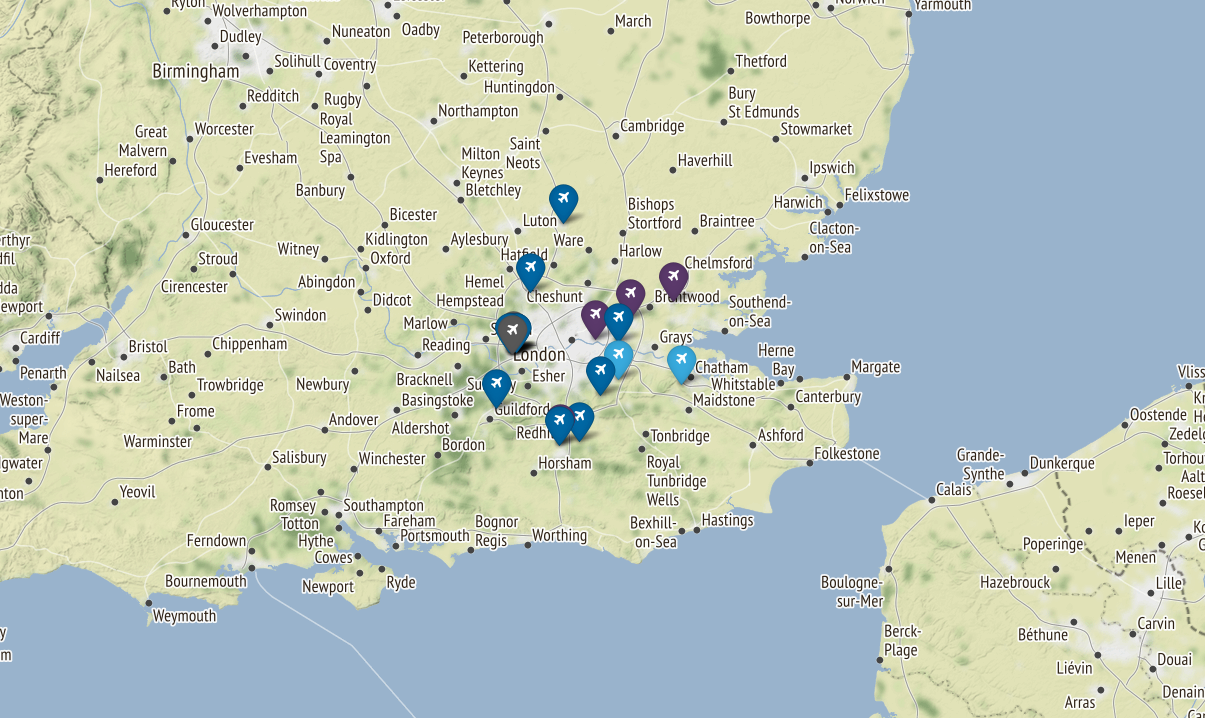 Wolverhampton
Yarmouth
Bowthorpe
March
Oadby
Nuneaton
Dudley
Peterborough
Birmingham
Solihull
Coventry
Kettering
Thetford
Huntingdon
Redditch
Rugby
Bury
St Edmunds
Northampton
Royal
Leamington
Spa
Worcester
Cambridge
Stowmarket
Great
Malvern
Saint
Neots
Evesham
Milton
Keynes
Haverhill
Hereford
Ipswich
Banbury
Bletchley
Felixstowe
Harwich
Bishops
Stortford
Bicester
Luton
Braintree
Gloucester
Clacton-
on-Sea
Kidlington
Oxford
Aylesbury
Ware
Witney
Harlow
Hatfield
Stroud
Chelmsford
Cirencester
Abingdon
Hemel
Hempstead
Cheshunt
Brentwood
Didcot
Southend-
on-Sea
Swindon
Marlow
Cardiff
Grays
Bristol
Chippenham
Reading
London
Herne
Bay
Margate
Penarth
Nailsea
Bath
Esher
Chatham
Trowbridge
Newbury
Bracknell
Whitstable
Canterbury
Weston-
super-
Mare
Basingstoke
Maidstone
Frome
Guildford
Oostende
Andover
Aldershot
Warminster
Bordon
Tonbridge
Ashford
Folkestone
Salisbury
Winchester
Horsham
Royal
Tunbridge
Wells
Grande-
Synthe
Dunkerque
Calais
Yeovil
Romsey
Southampton
Totton
Fareham
Bognor
Regis
Worthing
Bexhill-
on-Sea
Hastings
Ieper
Ferndown
Hythe
Portsmouth
Poperinge
Menen
Cowes
Bournemouth
Newport
Ryde
Boulogne-
sur-Mer
Hazebrouck
Lille
Weymouth
Carvin
Béthune
Berck-
Plage
Liévin
Douai
Arras
Denain